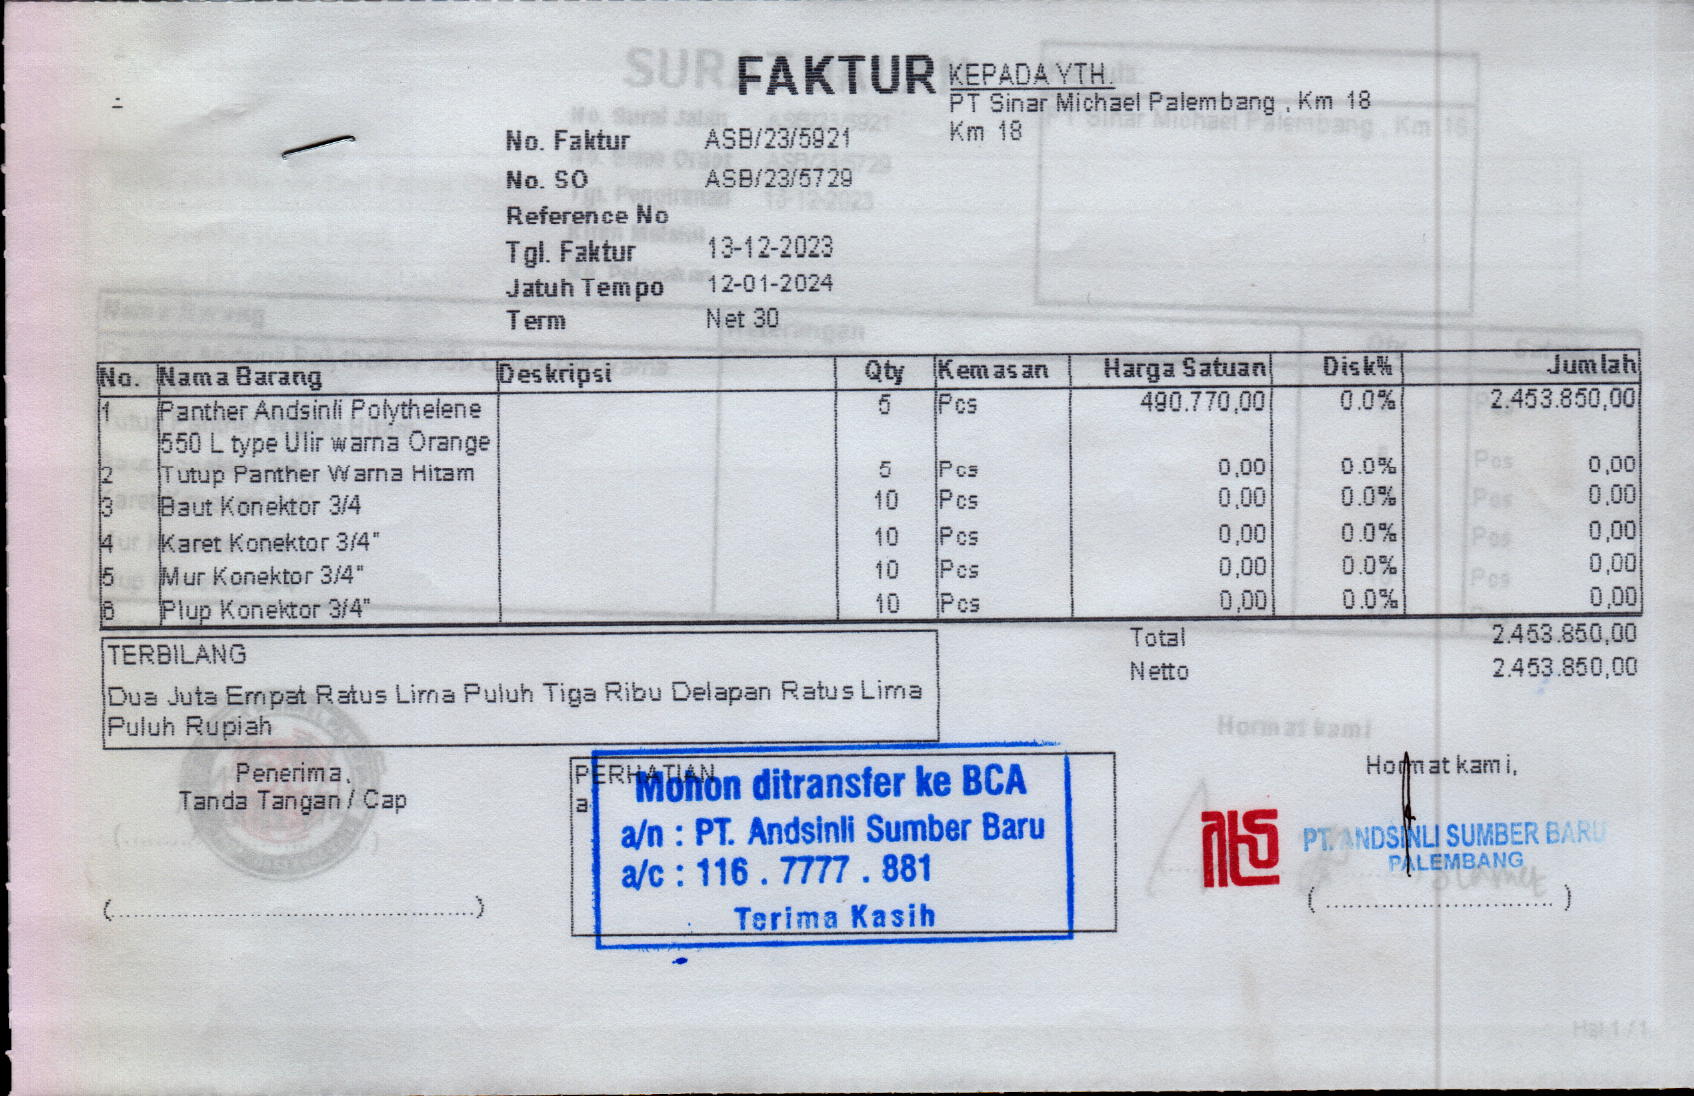 FAKTUR
KEPADA YTH.
PT Sinar Michael Palembang , Km 18
Km 18
No. Faktur ASB/23/5921
No. SO ASB/23/5729
Reference No
Tgl. Faktur 13-12-2023
Jatuh Tempo 12-01-2024
Term Net 30
No. Nama Barang Deskripsi Qty Kemasan Harga Satuan Disk% Jumlah
1 Panther Andsinli Polythelene 5 Pcs 490.770,00 0.0% 2.453.850,00
550 L type Ulir warna Orange
2 Tutup Panther Warna Hitam 5 Pcs 0,00 0.0% 0,00
3 Baut Konektor 3/4 10 Pcs 0,00 0.0% 0,00
4 Karet Konektor 3/4" 10 Pcs 0,00 0.0% 0,00
5 Mur Konektor 3/4" 10 Pcs 0,00 0.0% 0,00
6 Plup Konektor 3/4" 10 Pcs 0,00 0.0% 0,00
Total 2.453.850,00
Netto 2.453.850,00
TERBILANG
Dua Juta Empat Ratus Lima Puluh Tiga Ribu Delapan Ratus Lima
Puluh Rupiah
Penerima,
Tanda Tangan / Cap
(......................................................)
PERHATIAN
a
Mohon ditransfer ke BCA
a/n : PT. Andsinli Sumber Baru
a/c : 116 . 7777 . 881
Terima Kasih
Hormat kami,
PT. ANDSINLI SUMBER BARU
PALEMBANG
(..................................)
Hal 1 / 1